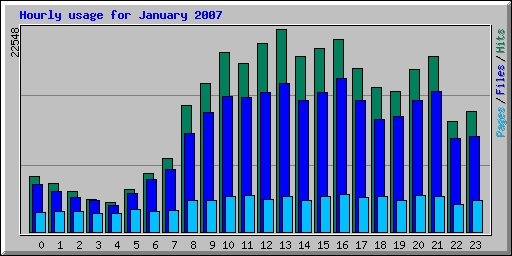 Hourly usage for January 2007
22548
Pages / Files / Hits
0 1 2 3 4 5 6 7 8 9 10 11 12 13 14 15 16 17 18 19 20 21 22 23